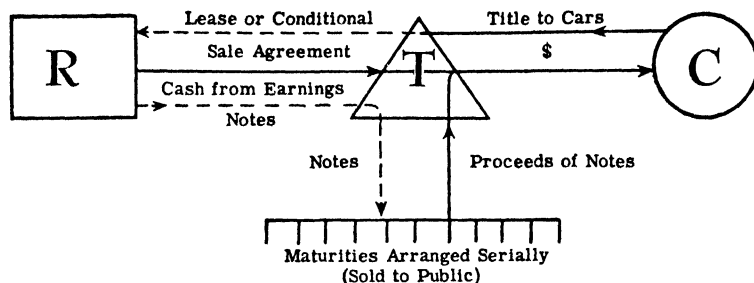 Lease or Conditional
Title to Cars
R
Sale Agreement
T
$
C
Cash from Earnings
Notes
Notes
Proceeds of Notes
Maturities Arranged Serially
(Sold to Public)